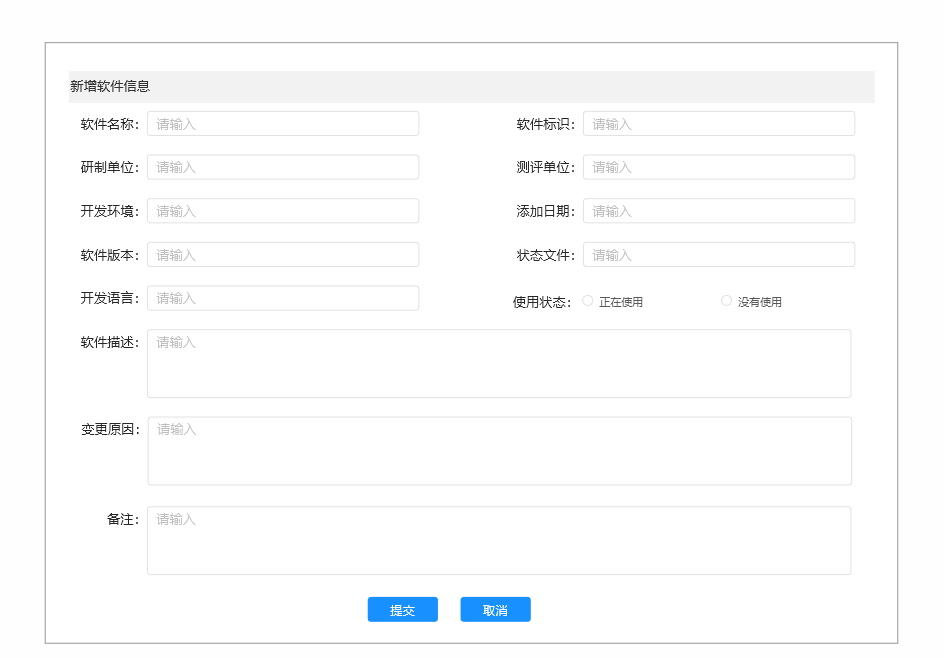 新增软件信息
软件名称: 请输入 软件标识: 请输入
研制单位: 请输入 测评单位: 请输入
开发环境: 请输入 添加日期: 请输入
软件版本: 请输入 状态文件: 请输入
开发语言: 请输入 使用状态: 正在使用 没有使用
软件描述: 请输入
变更原因: 请输入
备注: 请输入
提交 取消